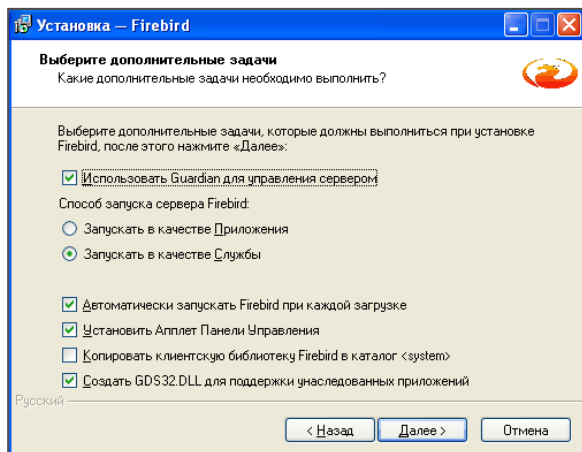 Установка — Firebird
Выберите дополнительные задачи
Какие дополнительные задачи необходимо выполнить?
Выберите дополнительные задачи, которые должны выполниться при установке
Firebird, после этого нажмите «Далее»:
Использовать Guardian для управления сервером
Способ запуска сервера Firebird:
Запускать в качестве Приложения
Запускать в качестве Службы
Автоматически запускать Firebird при каждой загрузке
Установить Апплет Панели Управления
Копировать клиентскую библиотеку Firebird в каталог <system>
Создать GDS32.DLL для поддержки унаследованных приложений
Русский
< Назад Далее > Отмена